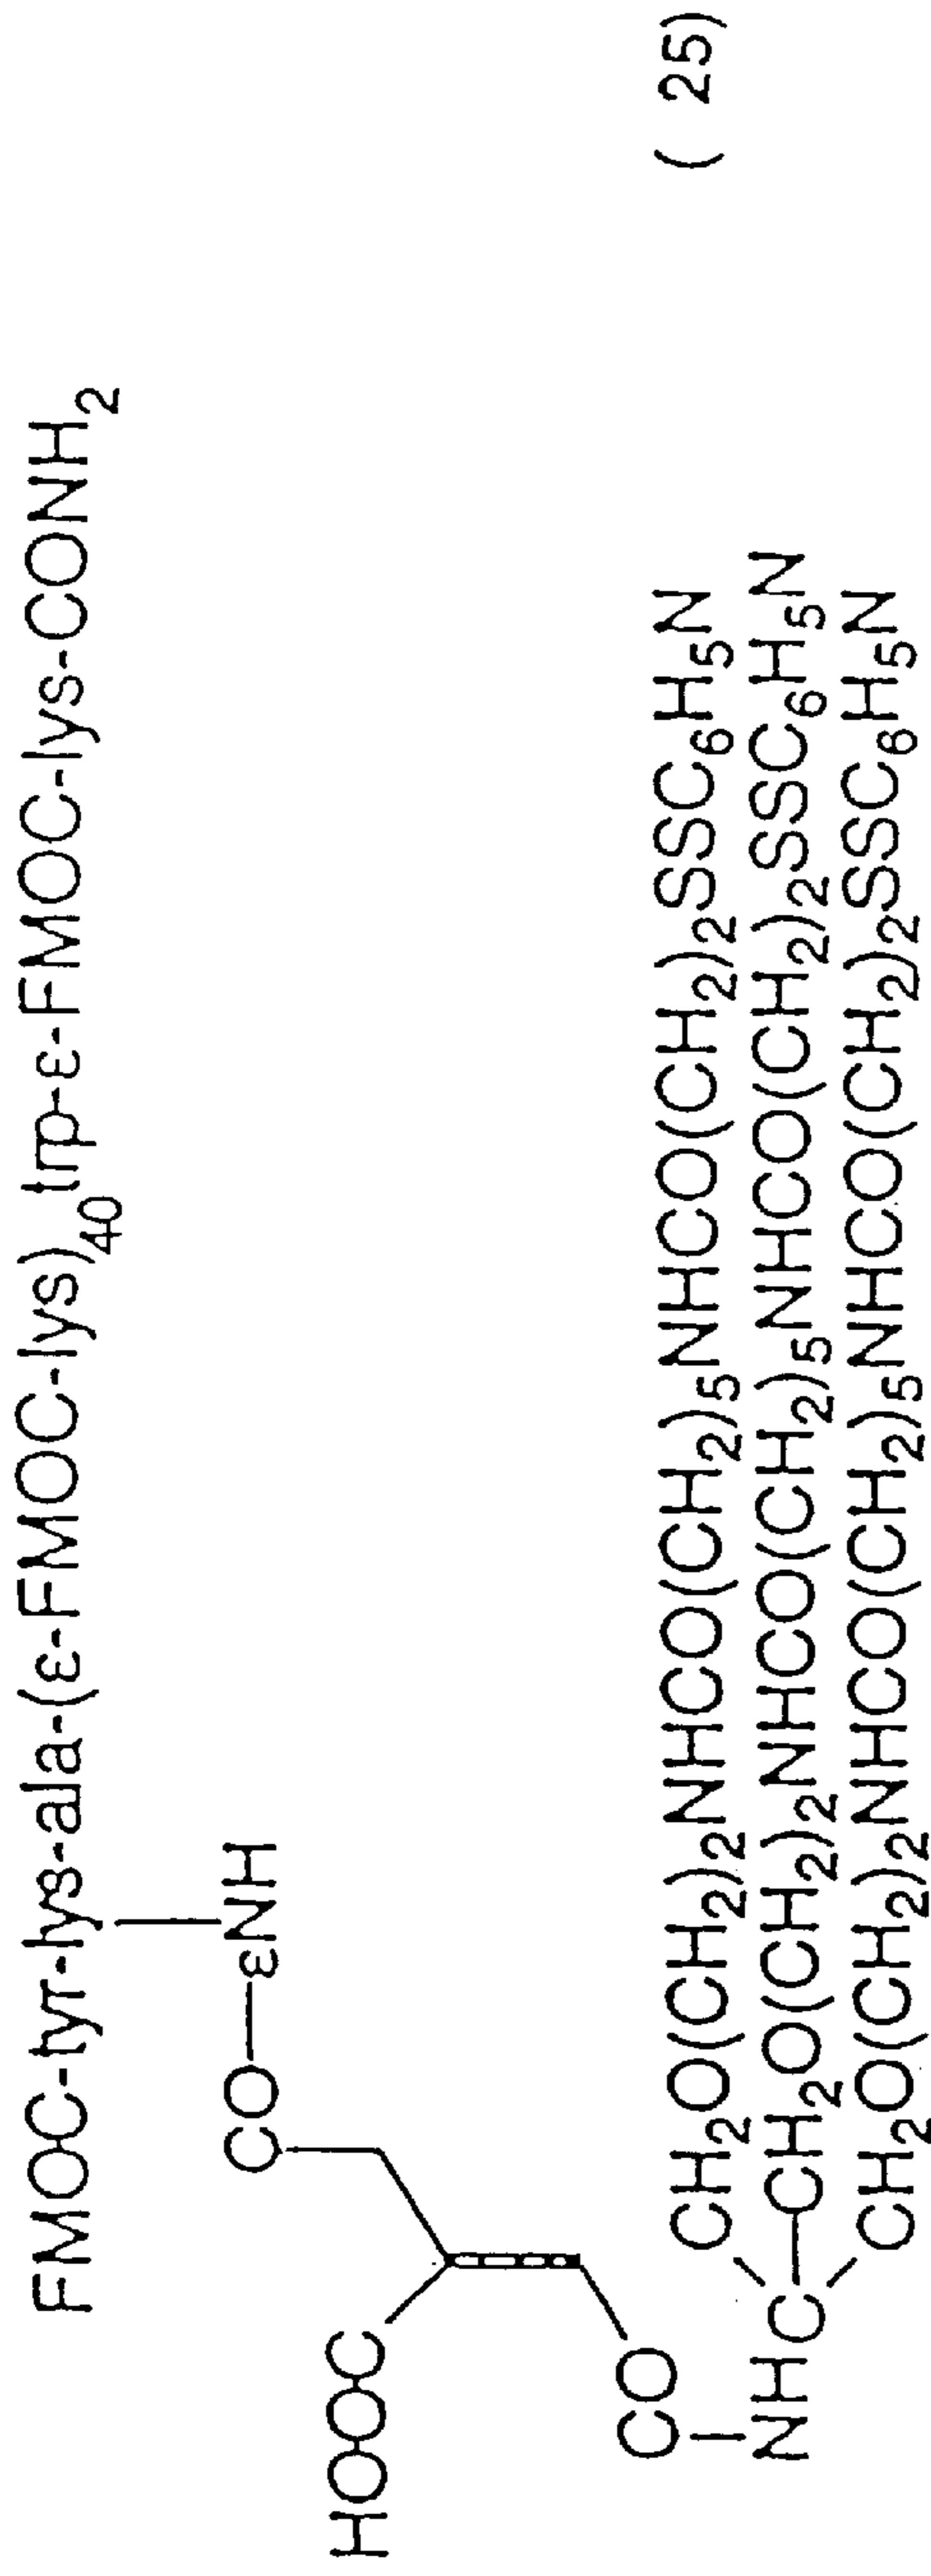 FMOC-tyr-lys-ala-(ε-FMOC-lys)40trp-ε-FMOC-lys-CONH2
CO—εNH
HOOC
CO
NHC
CH2O(CH2)2NHCO(CH2)5NHCO(CH2)2SSC6H5N
CH2O(CH2)2NHCO(CH2)5NHCO(CH2)2SSC6H5N
CH2O(CH2)2NHCO(CH2)5NHCO(CH2)2SSC6H5N
( 25)